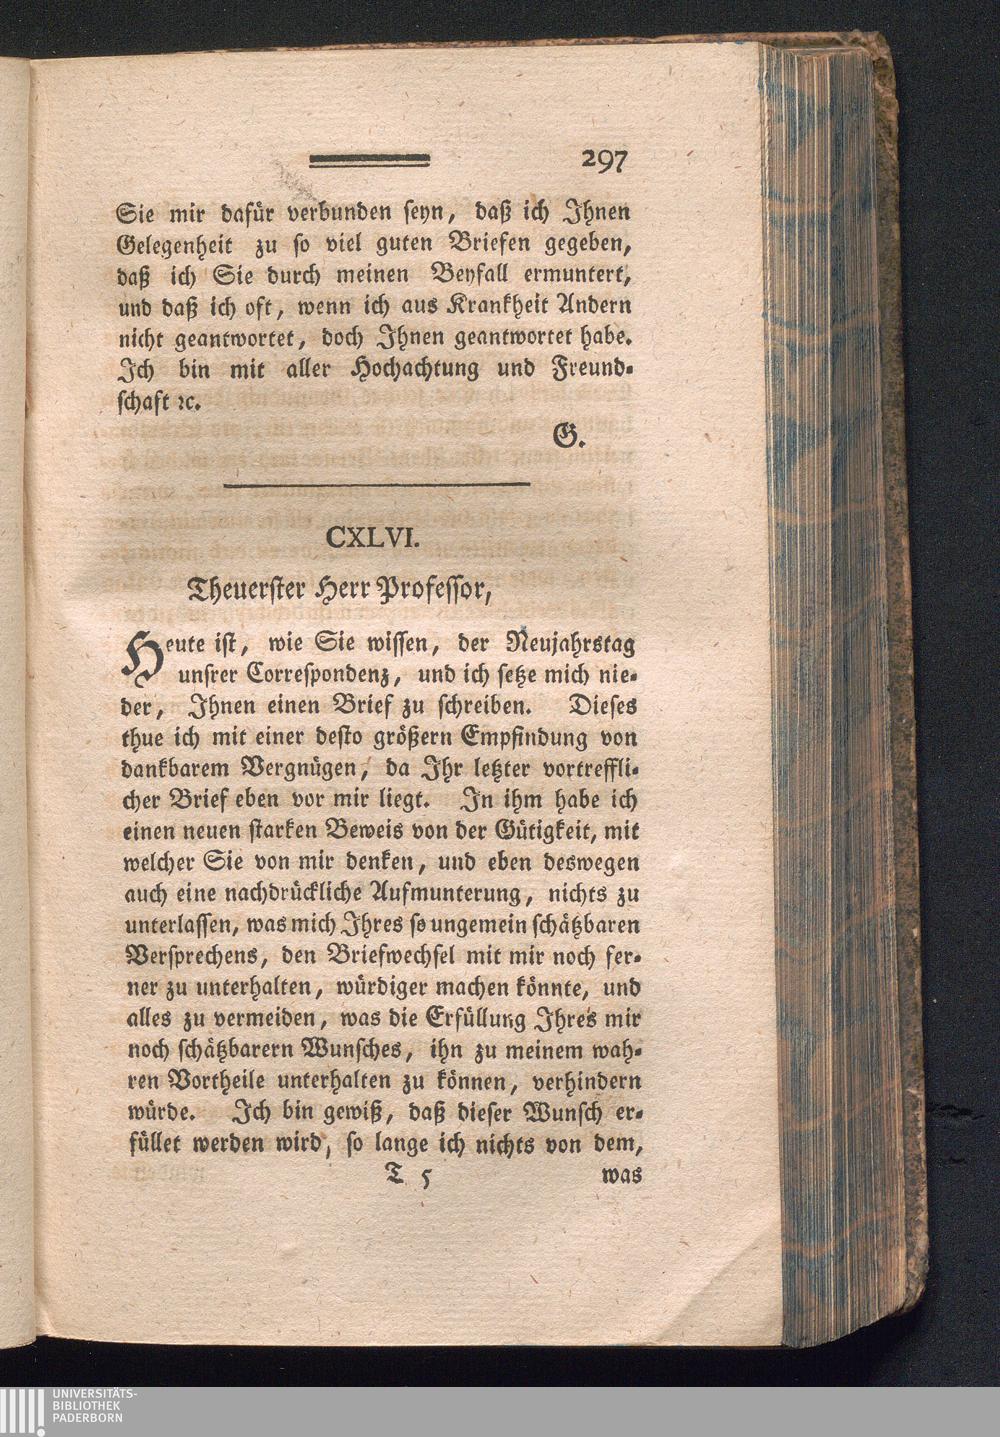 297
Sie mir dafür verbunden seyn, daß ich Ihnen
Gelegenheit zu so viel guten Briefen gegeben,
daß ich Sie durch meinen Beyfall ermuntert,
und daß ich oft, wenn ich aus Krankheit Andern
nicht geantwortet, doch Ihnen geantwortet habe.
Ich bin mit aller Hochachtung und Freund-
schaft ꝛc.
G.
CXLVI.
Theuerster Herr Professor,
Heute ist, wie Sie wissen, der Neujahrstag
unsrer Correspondenz, und ich setze mich nie-
der, Ihnen einen Brief zu schreiben. Dieses
thue ich mit einer desto größern Empfindung von
dankbarem Vergnügen, da Ihr letzter vortreffli-
cher Brief eben vor mir liegt. In ihm habe ich
einen neuen starken Beweis von der Gütigkeit, mit
welcher Sie von mir denken, und eben deswegen
auch eine nachdrückliche Aufmunterung, nichts zu
unterlassen, was mich Ihres so ungemein schätzbaren
Versprechens, den Briefwechsel mit mir noch fer-
ner zu unterhalten, würdiger machen könnte, und
alles zu vermeiden, was die Erfüllung Ihres mir
noch schätzbarern Wunsches, ihn zu meinem wah-
ren Vortheile unterhalten zu können, verhindern
würde. Ich bin gewiß, daß dieser Wunsch er-
füllet werden wird, so lange ich nichts von dem,
T 5 was
UNIVERSITÄTS-
BIBLIOTHEK
PADERBORN